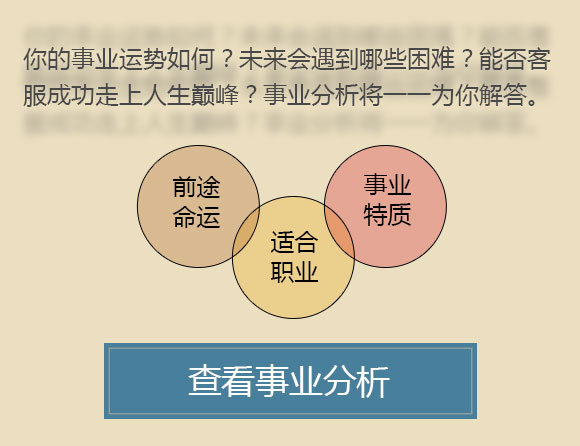 你的事业运势如何？未来会遇到哪些困难？能否客
服成功走上人生巅峰？事业分析将一一为你解答。
前途
命运
适合
职业
事业
特质
查看事业分析